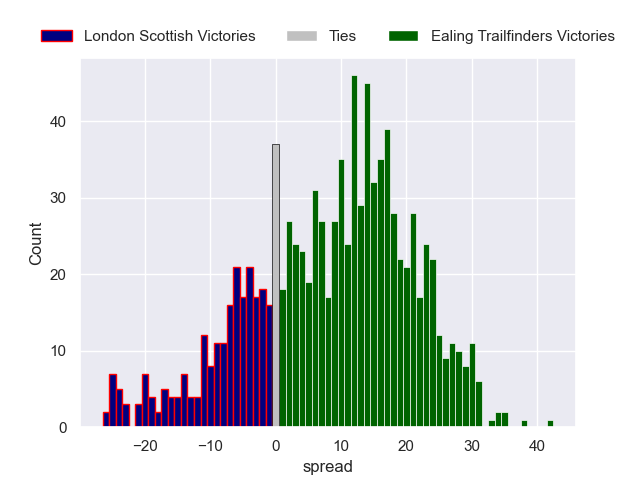 London Scottish Victories Ties Ealing Trailfinders Victories
40
30
20
10
0
Count
−20 −10 0 10 20 30 40
spread